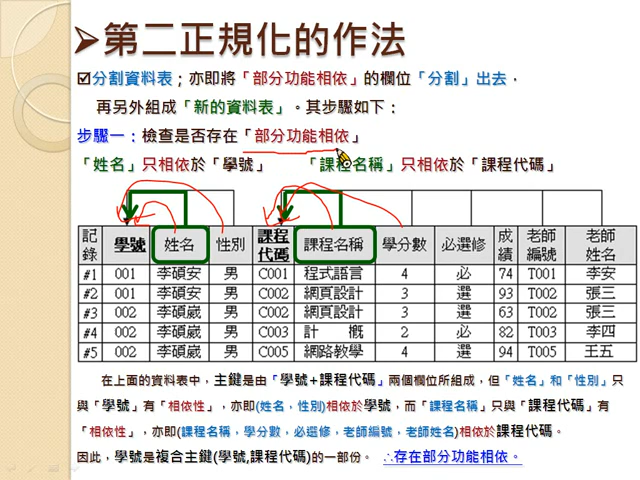 ➢第二正規化的作法
☑分割資料表；亦即將「部分功能相依」的欄位「分割」出去，
再另外組成「新的資料表」。其步驟如下：
步驟一：檢查是否存在「部分功能相依」
「姓名」只相依於「學號」 「課程名稱」只相依於「課程代碼」
記錄 學號 姓名 性別 課程代碼 課程名稱 學分數 必選修 成績 老師編號 老師姓名
#1 001 李碩安 男 C001 程式語言 4 必 74 T001 李安
#2 001 李碩安 男 C002 網頁設計 3 選 93 T002 張三
#3 002 李碩崴 男 C002 網頁設計 3 選 63 T002 張三
#4 002 李碩崴 男 C003 計 概 2 必 82 T003 李四
#5 002 李碩崴 男 C005 網路教學 4 選 94 T005 王五
在上面的資料表中，主鍵是由「學號+課程代碼」兩個欄位所組成，但「姓名」和「性別」只
與「學號」有「相依性」，亦即(姓名，性別)相依於學號，而「課程名稱」只與「課程代碼」有
「相依性」，亦即(課程名稱，學分數，必選修，老師編號，老師姓名)相依於課程代碼。
因此，學號是複合主鍵(學號,課程代碼)的一部份。 ∴存在部分功能相依。